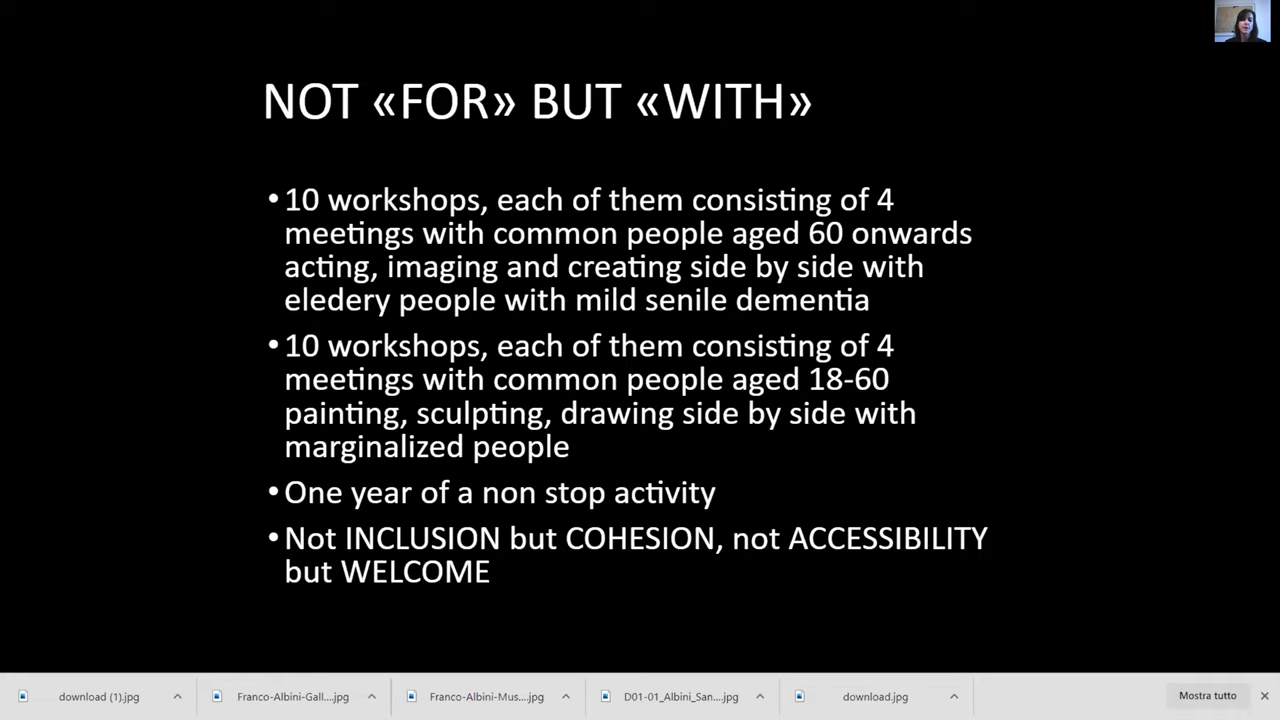 NOT «FOR» BUT «WITH»
•10 workshops, each of them consisting of 4
meetings with common people aged 60 onwards
acting, imaging and creating side by side with
eledery people with mild senile dementia
•10 workshops, each of them consisting of 4
meetings with common people aged 18-60
painting, sculpting, drawing side by side with
marginalized people
•One year of a non stop activity
•Not INCLUSION but COHESION, not ACCESSIBILITY
but WELCOME
download (1).jpg
Franco-Albini-Gall....jpg
Franco-Albini-Mus....jpg
D01-01_Albini_San....jpg
download.jpg
Mostra tutto